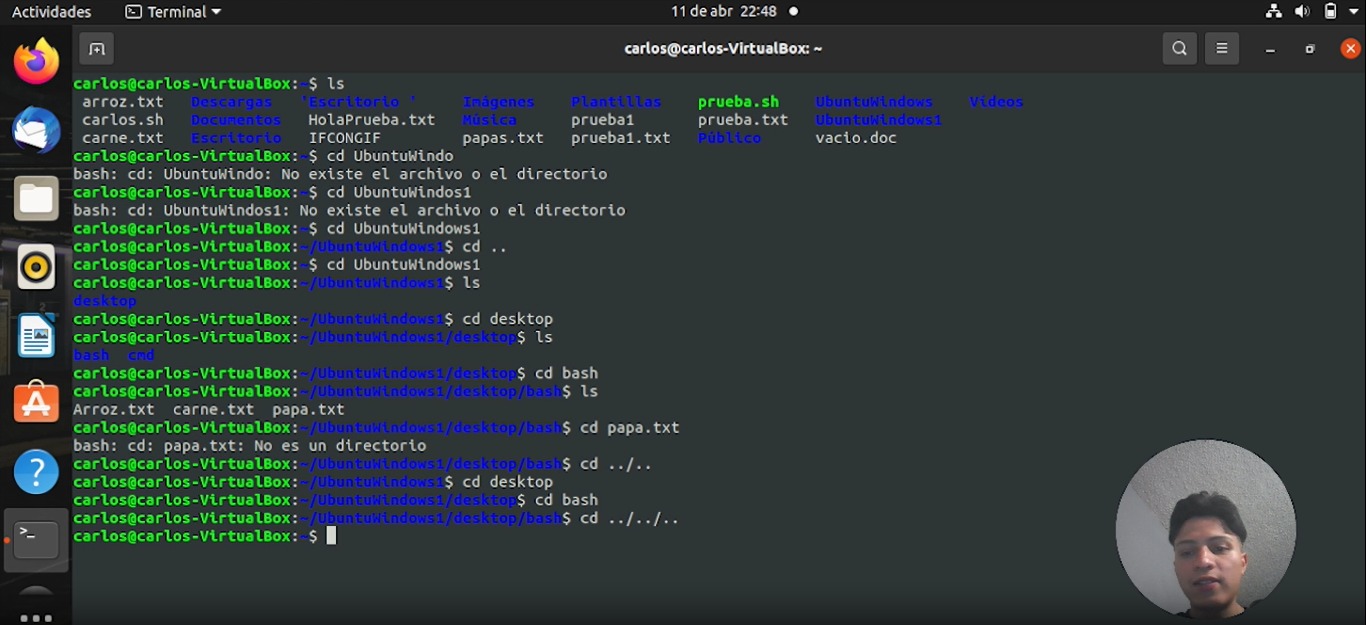 Actividades Terminal 11 de abr 22:48
carlos@carlos-VirtualBox: ~
carlos@carlos-VirtualBox:~$ ls
arroz.txt Descargas 'Escritorio ' Imágenes Plantillas prueba.sh UbuntuWindows Vídeos
carlos.sh Documentos HolaPrueba.txt Música prueba1 prueba.txt UbuntuWindows1
carne.txt Escritorio IFCONGIF papas.txt prueba1.txt Público vacio.doc
carlos@carlos-VirtualBox:~$ cd UbuntuWindo
bash: cd: UbuntuWindo: No existe el archivo o el directorio
carlos@carlos-VirtualBox:~$ cd UbuntuWindos1
bash: cd: UbuntuWindos1: No existe el archivo o el directorio
carlos@carlos-VirtualBox:~$ cd UbuntuWindows1
carlos@carlos-VirtualBox:~/UbuntuWindows1$ cd ..
carlos@carlos-VirtualBox:~$ cd UbuntuWindows1
carlos@carlos-VirtualBox:~/UbuntuWindows1$ ls
desktop
carlos@carlos-VirtualBox:~/UbuntuWindows1$ cd desktop
carlos@carlos-VirtualBox:~/UbuntuWindows1/desktop$ ls
bash cmd
carlos@carlos-VirtualBox:~/UbuntuWindows1/desktop$ cd bash
carlos@carlos-VirtualBox:~/UbuntuWindows1/desktop/bash$ ls
Arroz.txt carne.txt papa.txt
carlos@carlos-VirtualBox:~/UbuntuWindows1/desktop/bash$ cd papa.txt
bash: cd: papa.txt: No es un directorio
carlos@carlos-VirtualBox:~/UbuntuWindows1/desktop/bash$ cd ../..
carlos@carlos-VirtualBox:~/UbuntuWindows1$ cd desktop
carlos@carlos-VirtualBox:~/UbuntuWindows1/desktop$ cd bash
carlos@carlos-VirtualBox:~/UbuntuWindows1/desktop/bash$ cd ../../..
carlos@carlos-VirtualBox:~$